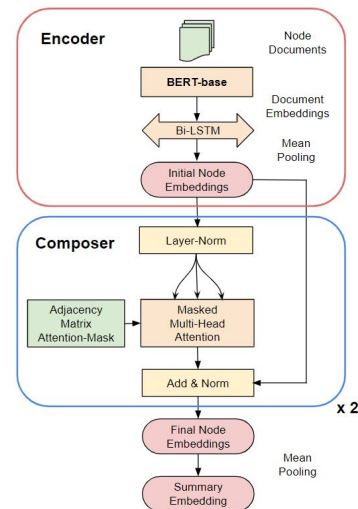 Encoder
Node
Documents
BERT-base
Document
Embeddings
Bi-LSTM
Mean
Pooling
Initial Node
Embeddings
Composer
Layer-Norm
Adjacency
Matrix
Attention-Mask
Masked
Multi-Head
Attention
Add & Norm
x 2
Final Node
Embeddings
Mean
Pooling
Summary
Embedding